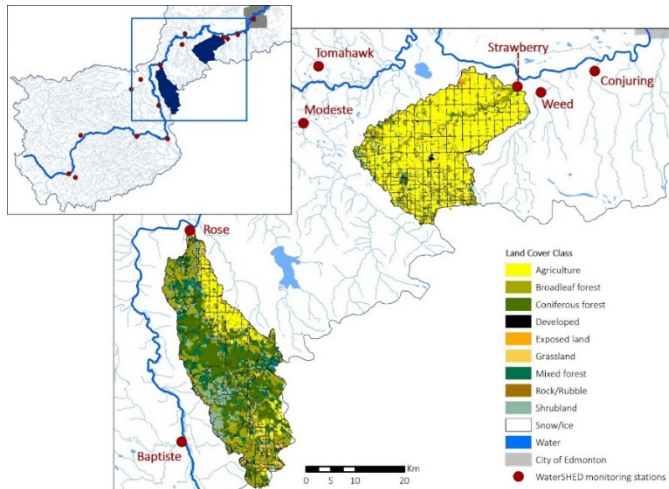 Tomahawk
Strawberry
Modeste
Weed
Conjuring
Rose
Baptiste
Land Cover Class
Agriculture
Broadleaf forest
Coniferous forest
Developed
Exposed land
Grassland
Mixed forest
Rock/Rubble
Shrubland
Snow/Ice
Water
City of Edmonton
WaterSHED monitoring stations
Km
0 5 10 20